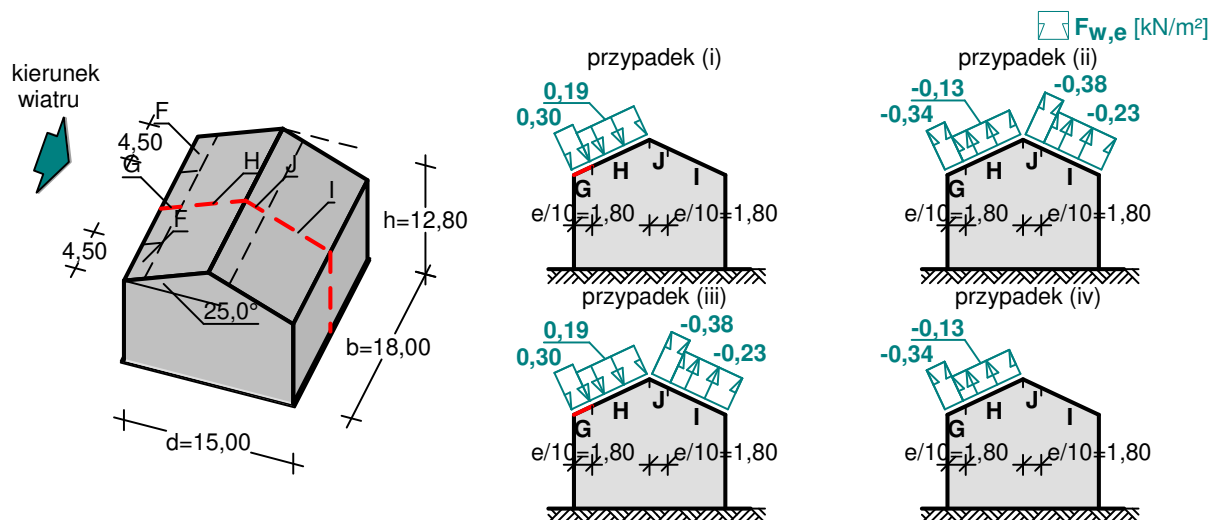 Fw,e [kN/m²]
kierunek
wiatru
F
4,50
G
H
J
F
I
4,50
25,0°
h=12,80
b=18,00
d=15,00
przypadek (i)
0,19
0,30
G
H
J
I
e/10=1,80
e/10=1,80
przypadek (ii)
-0,13
-0,34
-0,38
-0,23
G
H
J
I
e/10=1,80
e/10=1,80
przypadek (iii)
0,19
0,30
-0,38
-0,23
G
H
J
I
e/10=1,80
e/10=1,80
przypadek (iv)
-0,13
-0,34
G
H
J
I
e/10=1,80
e/10=1,80